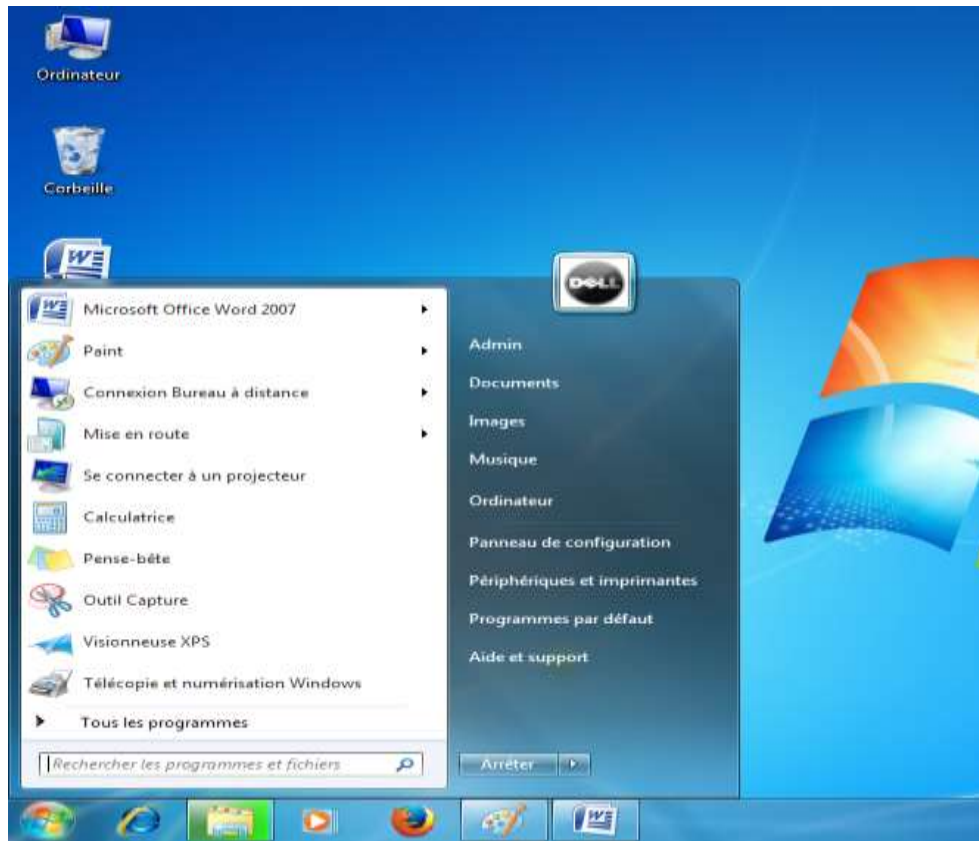 Ordinateur
Corbeille
DELL
Microsoft Office Word 2007
Paint
Connexion Bureau à distance
Mise en route
Se connecter à un projecteur
Calculatrice
Pense-bête
Outil Capture
Visionneuse XPS
Télécopie et numérisation Windows
Tous les programmes
Rechercher les programmes et fichiers
Admin
Documents
Images
Musique
Ordinateur
Panneau de configuration
Périphériques et imprimantes
Programmes par défaut
Aide et support
Arrêter